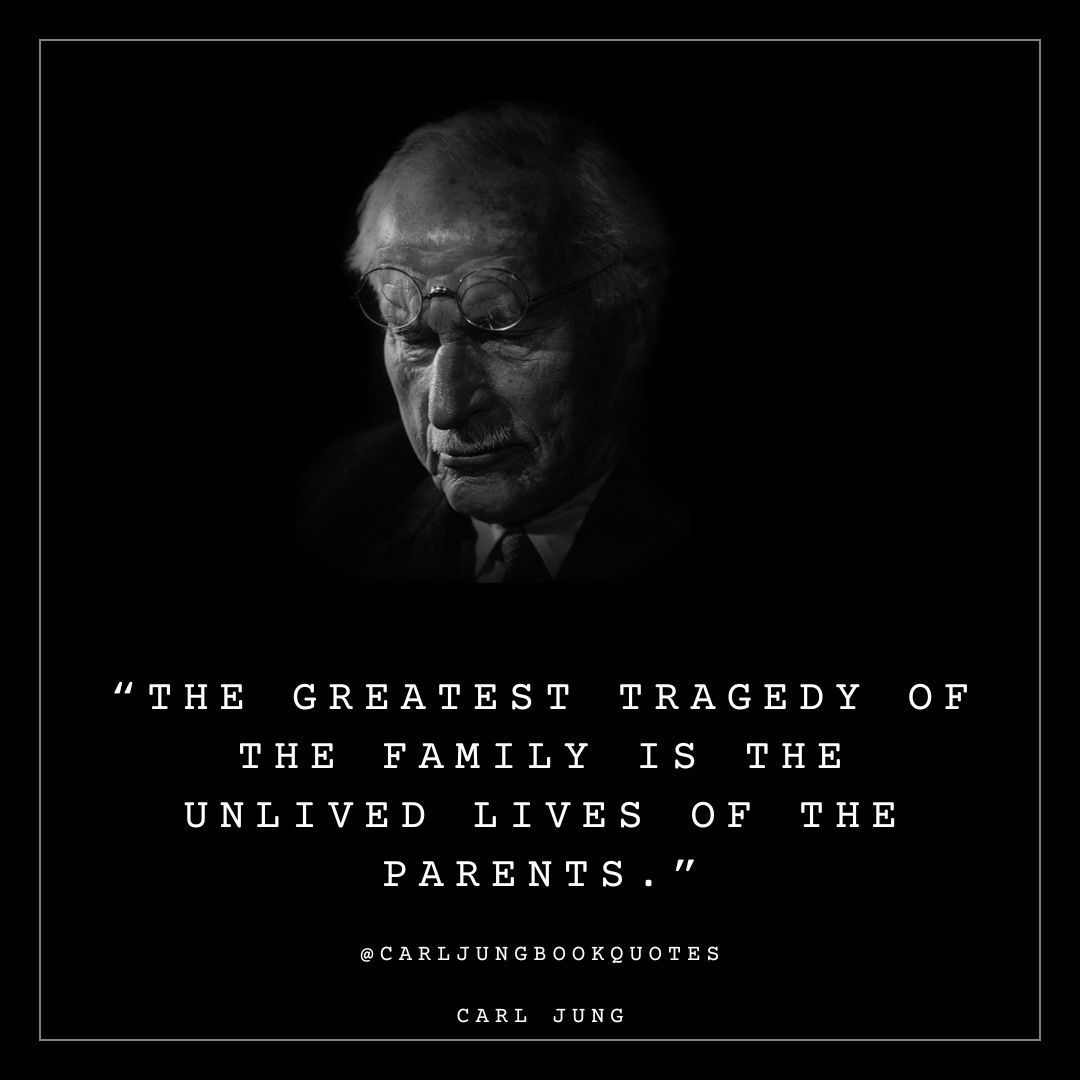 “THE GREATEST TRAGEDY OF
THE FAMILY IS THE
UNLIVED LIVES OF THE
PARENTS.”
@CARLJUNGBOOKQUOTES
CARL JUNG